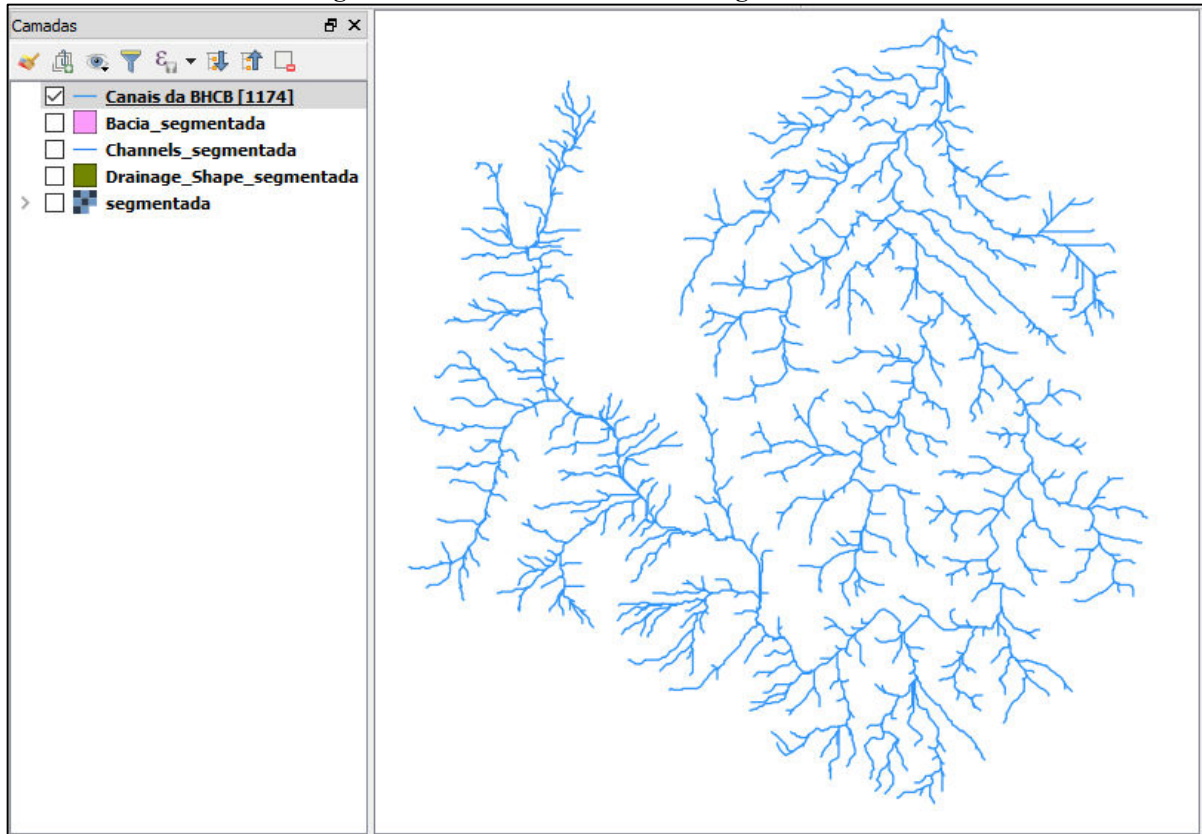 Camadas
Canais da BHCB [1174]
Bacia_segmentada
Channels_segmentada
Drainage_Shape_segmentada
segmentada